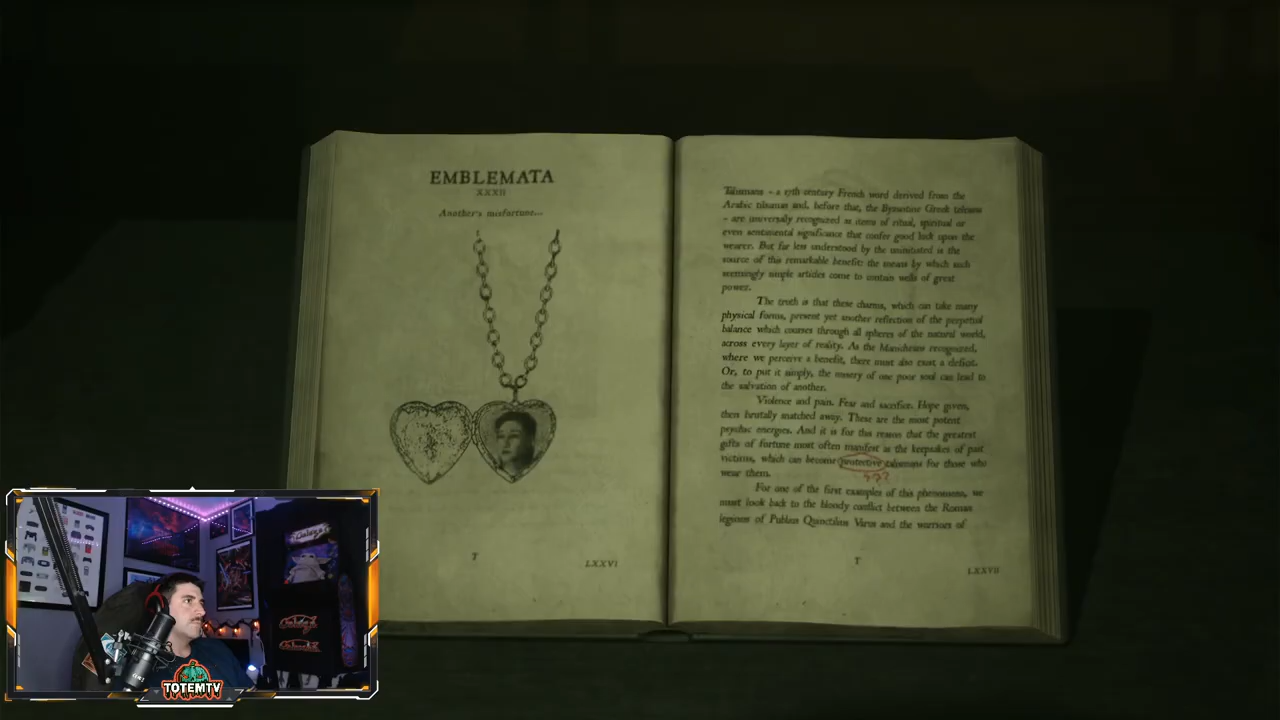 EMBLEMATA
XXXII
Another's misfortune...
T
LXXVI
Talismans - a 17th century French word derived from the
Arabic tilsamas and, before that, the Byzantine Greek telesma
- are universally recognized as items of ritual, spiritual or
even sentimental significance that confer good luck upon the
wearer. But far less understood by the uninitiated is the
source of this remarkable benefit: the means by which such
seemingly simple articles come to contain wells of great
power.
The truth is that these charms, which can take many
physical forms, present yet another reflection of the perpetual
balance which courses through all spheres of the natural world,
across every layer of reality. As the Manicheans recognized,
where we perceive a benefit, there must also exist a deficit.
Or, to put it simply, the misery of one poor soul can lead to
the salvation of another.
Violence and pain. Fear and sacrifice. Hope given,
then brutally snatched away. These are the most potent
psychic energies. And it is for this reason that the greatest
gifts of fortune most often manifest as the keepsakes of past
victims, which can become protective talismans for those who
wear them.
???
For one of the first examples of this phenomenon, we
must look back to the bloody conflict between the Roman
legions of Publius Quinctilius Varus and the warriors of
T
LXXVII
TOTEMTV